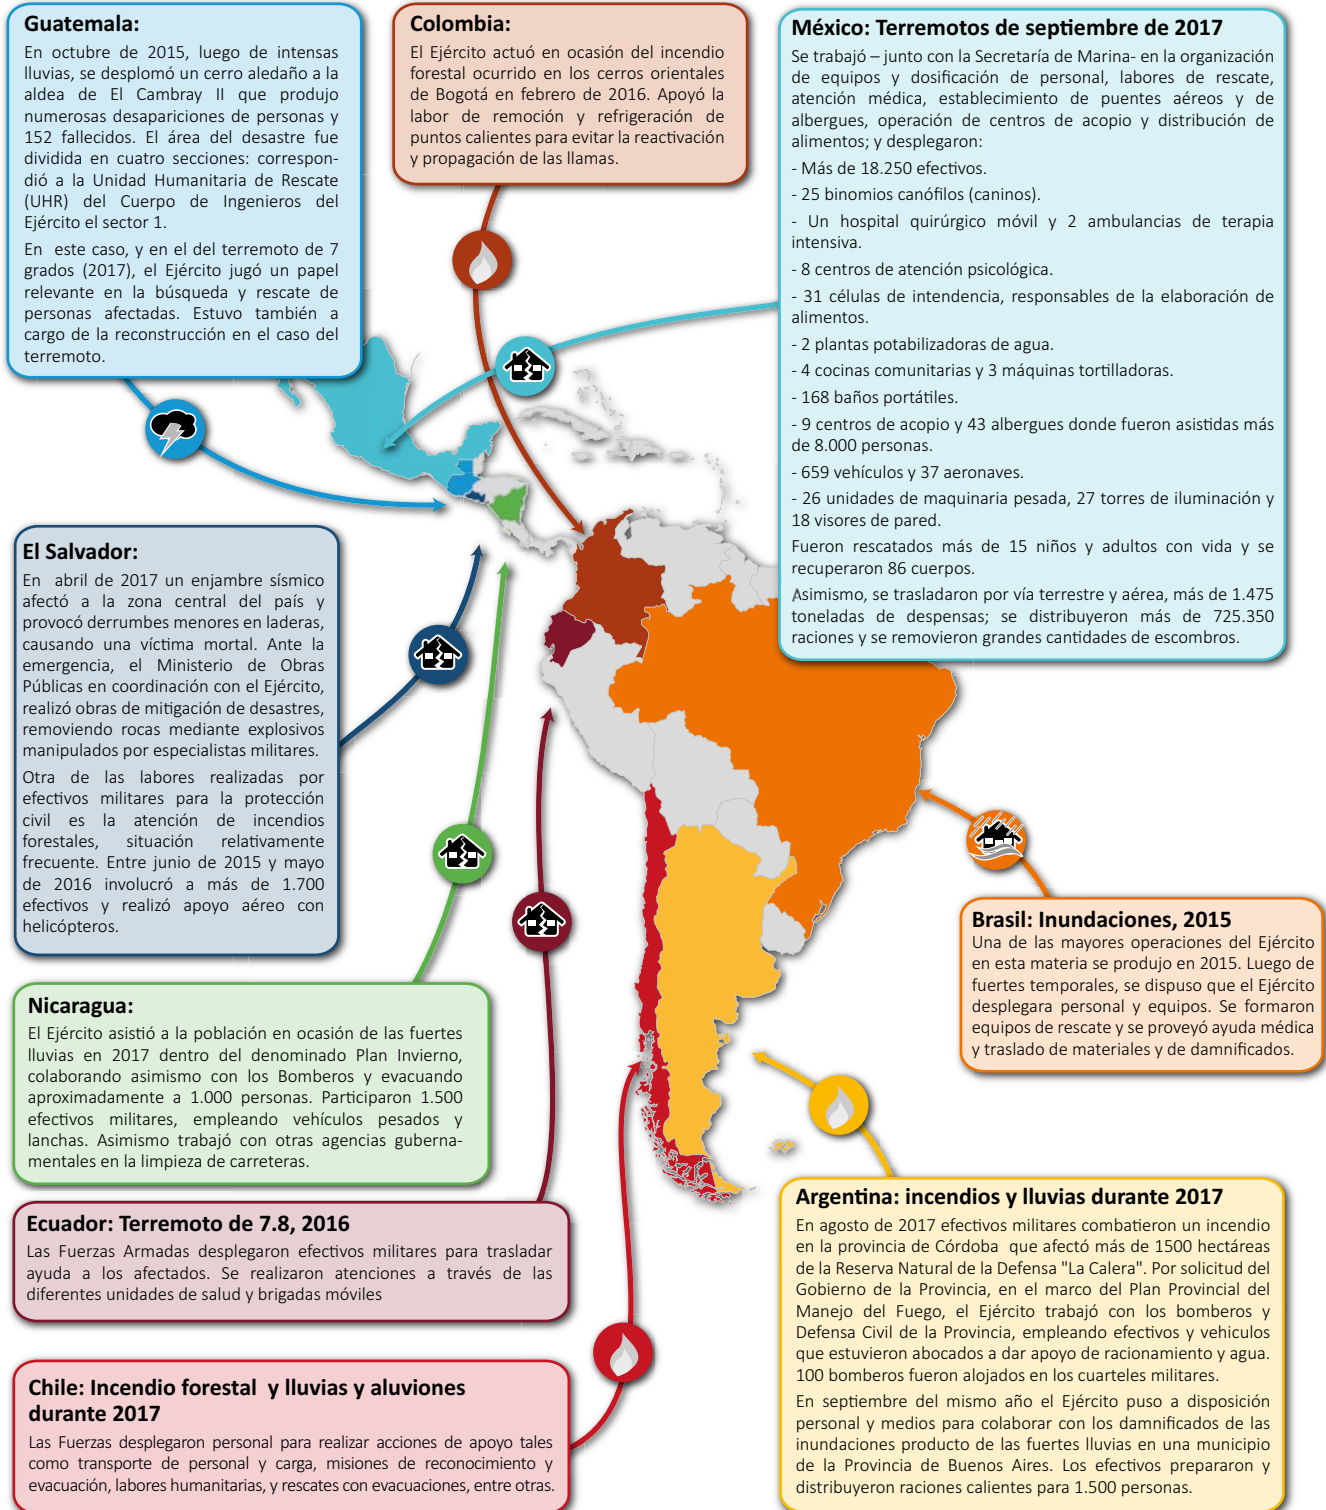 Guatemala:
En octubre de 2015, luego de intensas
lluvias, se desplomó un cerro aledaño a la
aldea de El Cambray II que produjo
numerosas desapariciones de personas y
152 fallecidos. El área del desastre fue
dividida en cuatro secciones: correspon-
dió a la Unidad Humanitaria de Rescate
(UHR) del Cuerpo de Ingenieros del
Ejército el sector 1.
En este caso, y en el del terremoto de 7
grados (2017), el Ejército jugó un papel
relevante en la búsqueda y rescate de
personas afectadas. Estuvo también a
cargo de la reconstrucción en el caso del
terremoto.
Colombia:
El Ejército actuó en ocasión del incendio
forestal ocurrido en los cerros orientales
de Bogotá en febrero de 2016. Apoyó la
labor de remoción y refrigeración de
puntos calientes para evitar la reactivación
y propagación de las llamas.
México: Terremotos de septiembre de 2017
Se trabajó – junto con la Secretaría de Marina- en la organización
de equipos y dosificación de personal, labores de rescate,
atención médica, establecimiento de puentes aéreos y de
albergues, operación de centros de acopio y distribución de
alimentos; y desplegaron:
- Más de 18.250 efectivos.
- 25 binomios canófilos (caninos).
- Un hospital quirúrgico móvil y 2 ambulancias de terapia
intensiva.
- 8 centros de atención psicológica.
- 31 células de intendencia, responsables de la elaboración de
alimentos.
- 2 plantas potabilizadoras de agua.
- 4 cocinas comunitarias y 3 máquinas tortilladoras.
- 168 baños portátiles.
- 9 centros de acopio y 43 albergues donde fueron asistidas más
de 8.000 personas.
- 659 vehículos y 37 aeronaves.
- 26 unidades de maquinaria pesada, 27 torres de iluminación y
18 visores de pared.
Fueron rescatados más de 15 niños y adultos con vida y se
recuperaron 86 cuerpos.
Asimismo, se trasladaron por vía terrestre y aérea, más de 1.475
toneladas de despensas; se distribuyeron más de 725.350
raciones y se removieron grandes cantidades de escombros.
El Salvador:
En abril de 2017 un enjambre sísmico
afectó a la zona central del país y
provocó derrumbes menores en laderas,
causando una víctima mortal. Ante la
emergencia, el Ministerio de Obras
Públicas en coordinación con el Ejército,
realizó obras de mitigación de desastres,
removiendo rocas mediante explosivos
manipulados por especialistas militares.
Otra de las labores realizadas por
efectivos militares para la protección
civil es la atención de incendios
forestales, situación relativamente
frecuente. Entre junio de 2015 y mayo
de 2016 involucró a más de 1.700
efectivos y realizó apoyo aéreo con
helicópteros.
Brasil: Inundaciones, 2015
Una de las mayores operaciones del Ejército
en esta materia se produjo en 2015. Luego de
fuertes temporales, se dispuso que el Ejército
desplegara personal y equipos. Se formaron
equipos de rescate y se proveyó ayuda médica
y traslado de materiales y de damnificados.
Nicaragua:
El Ejército asistió a la población en ocasión de las fuertes
lluvias en 2017 dentro del denominado Plan Invierno,
colaborando asimismo con los Bomberos y evacuando
aproximadamente a 1.000 personas. Participaron 1.500
efectivos militares, empleando vehículos pesados y
lanchas. Asimismo trabajó con otras agencias guberna-
mentales en la limpieza de carreteras.
Ecuador: Terremoto de 7.8, 2016
Las Fuerzas Armadas desplegaron efectivos militares para trasladar
ayuda a los afectados. Se realizaron atenciones a través de las
diferentes unidades de salud y brigadas móviles
Argentina: incendios y lluvias durante 2017
En agosto de 2017 efectivos militares combatieron un incendio
en la provincia de Córdoba que afectó más de 1500 hectáreas
de la Reserva Natural de la Defensa "La Calera". Por solicitud del
Gobierno de la Provincia, en el marco del Plan Provincial del
Manejo del Fuego, el Ejército trabajó con los bomberos y
Defensa Civil de la Provincia, empleando efectivos y vehiculos
que estuvieron abocados a dar apoyo de racionamiento y agua.
100 bomberos fueron alojados en los cuarteles militares.
En septiembre del mismo año el Ejército puso a disposición
personal y medios para colaborar con los damnificados de las
inundaciones producto de las fuertes lluvias en una municipio
de la Provincia de Buenos Aires. Los efectivos prepararon y
distribuyeron raciones calientes para 1.500 personas.
Chile: Incendio forestal y lluvias y aluviones
durante 2017
Las Fuerzas desplegaron personal para realizar acciones de apoyo tales
como transporte de personal y carga, misiones de reconocimiento y
evacuación, labores humanitarias, y rescates con evacuaciones, entre otras.